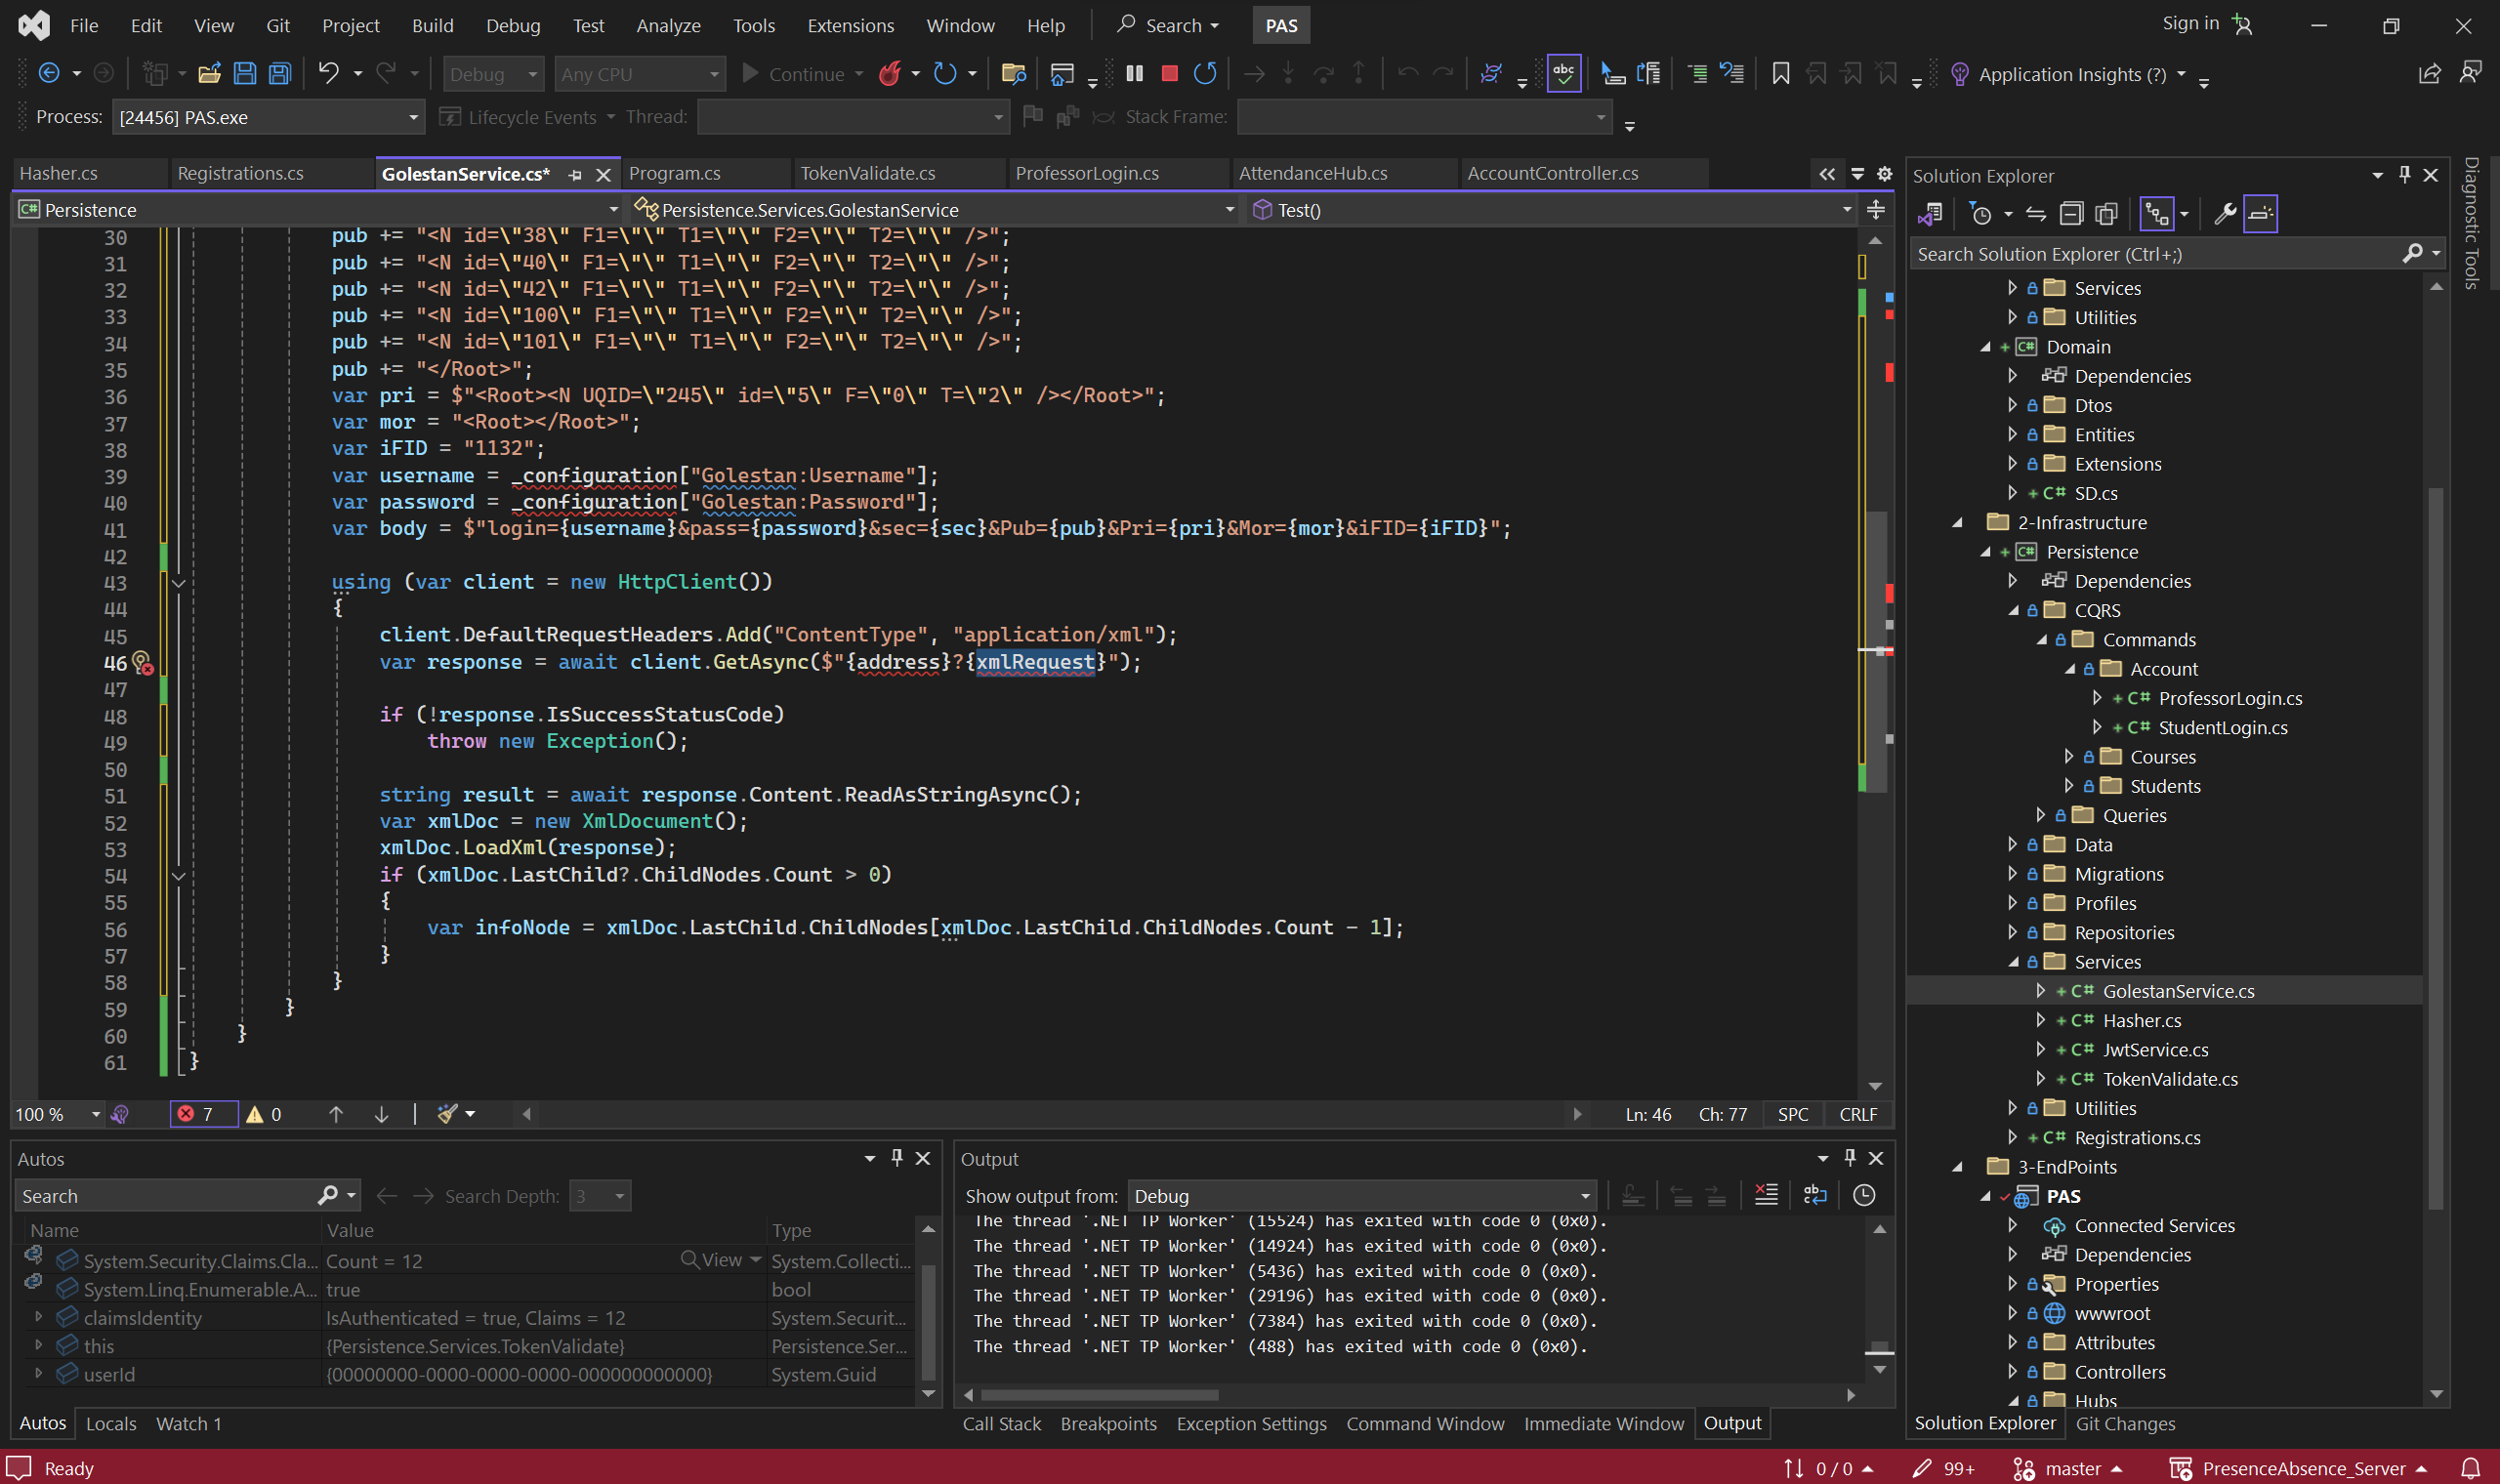 File Edit View Git Project Build Debug Test Analyze Tools Extensions Window Help Search PAS Sign in
Debug Any CPU Continue Application Insights (?)
Process: [24456] PAS.exe Lifecycle Events Thread: Stack Frame:
Hasher.cs Registrations.cs GolestanService.cs* Program.cs TokenValidate.cs ProfessorLogin.cs AttendanceHub.cs AccountController.cs
Persistence Persistence.Services.GolestanService Test()
30 pub += "<N id=\"38\" F1=\"\" T1=\"\" F2=\"\" T2=\"\" />";
31 pub += "<N id=\"40\" F1=\"\" T1=\"\" F2=\"\" T2=\"\" />";
32 pub += "<N id=\"42\" F1=\"\" T1=\"\" F2=\"\" T2=\"\" />";
33 pub += "<N id=\"100\" F1=\"\" T1=\"\" F2=\"\" T2=\"\" />";
34 pub += "<N id=\"101\" F1=\"\" T1=\"\" F2=\"\" T2=\"\" />";
35 pub += "</Root>";
36 var pri = $"<Root><N UQID=\"245\" id=\"5\" F=\"0\" T=\"2\" /></Root>";
37 var mor = "<Root></Root>";
38 var iFID = "1132";
39 var username = _configuration["Golestan:Username"];
40 var password = _configuration["Golestan:Password"];
41 var body = $"login={username}&pass={password}&sec={sec}&Pub={pub}&Pri={pri}&Mor={mor}&iFID={iFID}";
42
43 using (var client = new HttpClient())
44 {
45 client.DefaultRequestHeaders.Add("ContentType", "application/xml");
46 var response = await client.GetAsync($"{address}?{xmlRequest}");
47
48 if (!response.IsSuccessStatusCode)
49 throw new Exception();
50
51 string result = await response.Content.ReadAsStringAsync();
52 var xmlDoc = new XmlDocument();
53 xmlDoc.LoadXml(response);
54 if (xmlDoc.LastChild?.ChildNodes.Count > 0)
55 {
56 var infoNode = xmlDoc.LastChild.ChildNodes[xmlDoc.LastChild.ChildNodes.Count - 1];
57 }
58 }
59 }
60 }
61 }
100 % 7 0 Ln: 46 Ch: 77 SPC CRLF
Autos
Search Search Depth: 3
Name Value Type
System.Security.Claims.Cla... Count = 12 View System.Collecti...
System.Linq.Enumerable.A... true bool
claimsIdentity IsAuthenticated = true, Claims = 12 System.Securit...
this {Persistence.Services.TokenValidate} Persistence.Ser...
userId {00000000-0000-0000-0000-000000000000} System.Guid
Autos Locals Watch 1
Output
Show output from: Debug
The thread '.NET TP Worker' (15524) has exited with code 0 (0x0).
The thread '.NET TP Worker' (14924) has exited with code 0 (0x0).
The thread '.NET TP Worker' (5436) has exited with code 0 (0x0).
The thread '.NET TP Worker' (29196) has exited with code 0 (0x0).
The thread '.NET TP Worker' (7384) has exited with code 0 (0x0).
The thread '.NET TP Worker' (488) has exited with code 0 (0x0).
Call Stack Breakpoints Exception Settings Command Window Immediate Window Output
Solution Explorer
Search Solution Explorer (Ctrl+;)
Services
Utilities
Domain
Dependencies
Dtos
Entities
Extensions
SD.cs
2-Infrastructure
Persistence
Dependencies
CQRS
Commands
Account
ProfessorLogin.cs
StudentLogin.cs
Courses
Students
Queries
Data
Migrations
Profiles
Repositories
Services
GolestanService.cs
Hasher.cs
JwtService.cs
TokenValidate.cs
Utilities
Registrations.cs
3-EndPoints
PAS
Connected Services
Dependencies
Properties
wwwroot
Attributes
Controllers
Hubs
Solution Explorer Git Changes
Diagnostic Tools
Ready 0 / 0 99+ master PresenceAbsence_Server